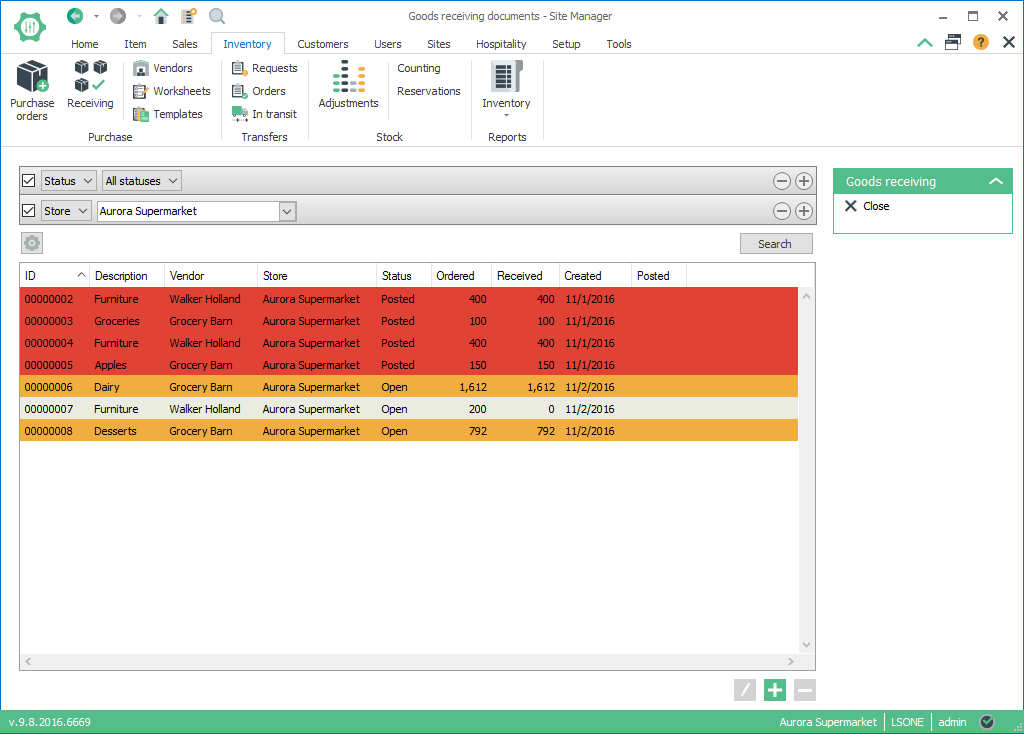 Goods receiving documents - Site Manager
Home Item Sales Inventory Customers Users Sites Hospitality Setup Tools
?
Purchase orders
Receiving
Vendors
Worksheets
Templates
Purchase
Requests
Orders
In transit
Transfers
Adjustments
Counting
Reservations
Stock
Inventory
Reports
Status All statuses
Store Aurora Supermarket
Search
Goods receiving
Close
ID Description Vendor Store Status Ordered Received Created Posted
00000002 Furniture Walker Holland Aurora Supermarket Posted 400 400 11/1/2016
00000003 Groceries Grocery Barn Aurora Supermarket Posted 100 100 11/1/2016
00000004 Furniture Walker Holland Aurora Supermarket Posted 400 400 11/1/2016
00000005 Apples Grocery Barn Aurora Supermarket Posted 150 150 11/1/2016
00000006 Dairy Grocery Barn Aurora Supermarket Open 1,612 1,612 11/2/2016
00000007 Furniture Walker Holland Aurora Supermarket Open 200 0 11/2/2016
00000008 Desserts Grocery Barn Aurora Supermarket Open 792 792 11/2/2016
v.9.8.2016.6669 Aurora Supermarket LSONE admin